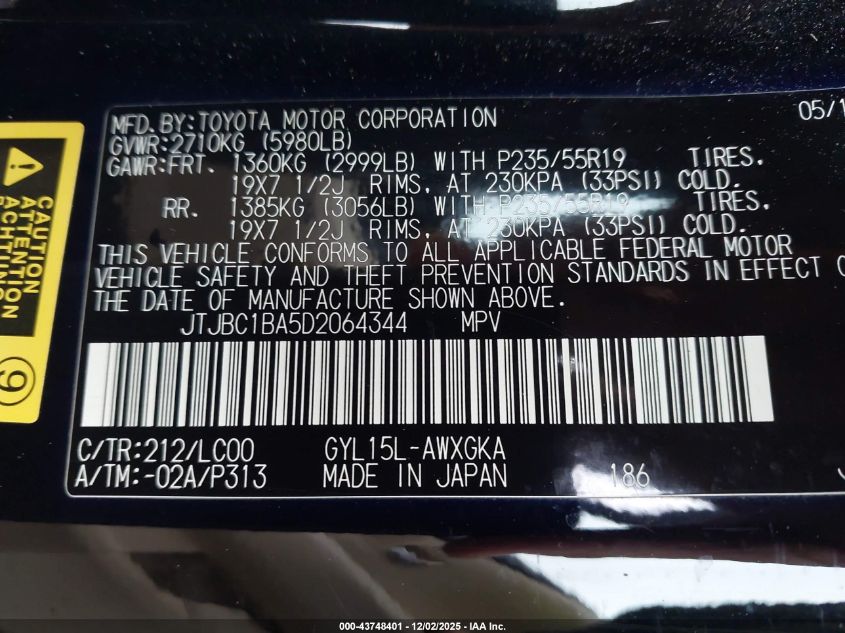 MFD.BY:TOYOTA MOTOR CORPORATION 05/1
GVWR:2710KG (5980LB)
GAWR:FRT. 1360KG (2999LB) WITH P235/55R19 TIRES,
19X7 1/2J RIMS, AT 230KPA (33PSI) COLD.
RR. 1385KG (3056LB) WITH P235/55R19 TIRES,
19X7 1/2J RIMS, AT 230KPA (33PSI) COLD.
THIS VEHICLE CONFORMS TO ALL APPLICABLE FEDERAL MOTOR
VEHICLE SAFETY AND THEFT PREVENTION STANDARDS IN EFFECT O
THE DATE OF MANUFACTURE SHOWN ABOVE.
JTJBC1BA5D2064344 MPV
C/TR:212/LC00 GYL15L-AWXGKA
A/TM:-02A/P313 MADE IN JAPAN 186
CAUTION
ATTENTION
ACHTUNG
9
000-43748401 - 12/02/2025 - IAA Inc.